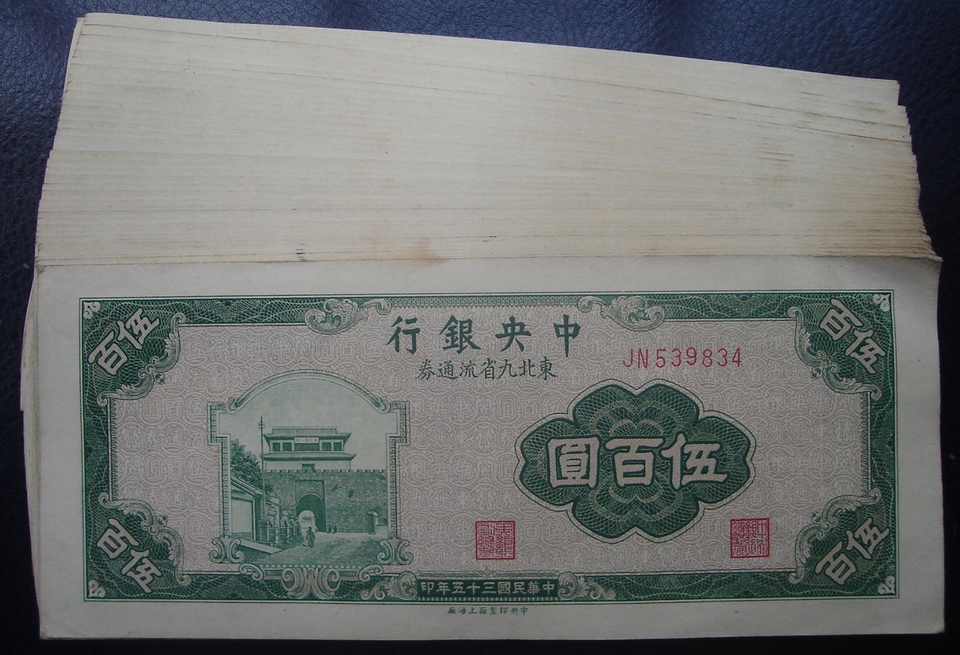 中央銀行
東北九省流通券
JN539834
伍百
伍百
伍百圓
伍百
伍百
中華民國三十五年印
中央印製廠上海廠